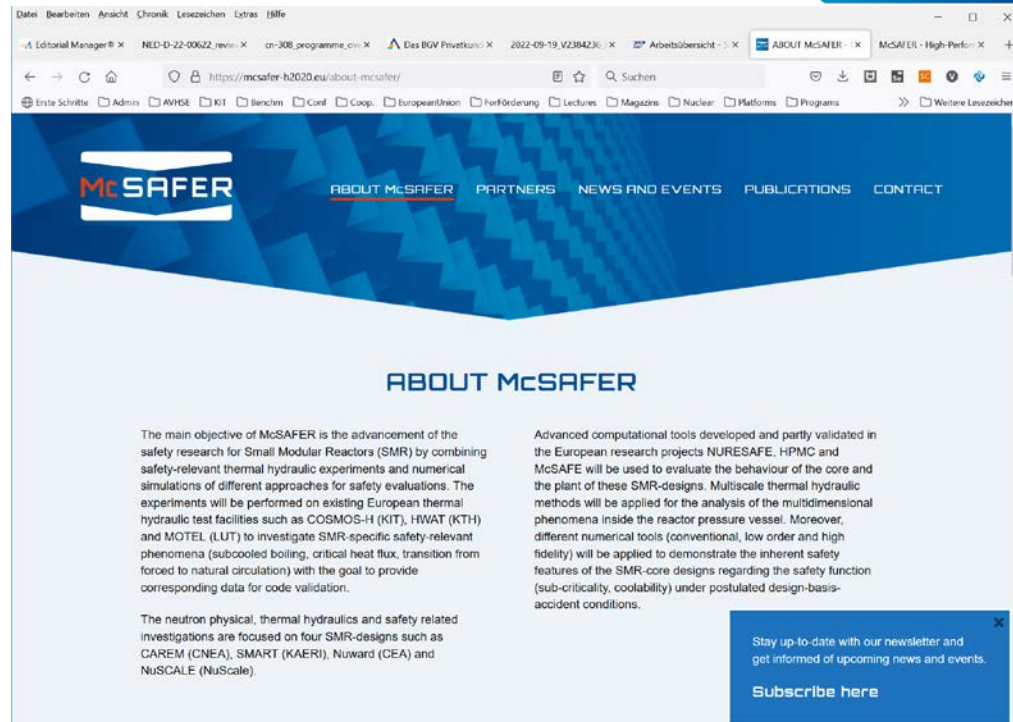 Datei Bearbeiten Ansicht Chronik Lesezeichen Extras Hilfe
Editorial Manager® NED-D-22-00622_review cn-308_programme_ove Das BGV Privatkund 2022-09-19_V2384236 Arbeitsübersicht - ABOUT McSAFER - McSAFER - High-Perfor
https://mcsafer-h2020.eu/about-mcsafer/ Suchen
Erste Schritte Admin AVHSE KIT Benchm Conf Coop. EuropeanUnion ForFörderung Lectures Magazins Nuclear Platforms Programs Weitere Lesezeichen
McSAFER
ABOUT McSAFER PARTNERS NEWS AND EVENTS PUBLICATIONS CONTACT
ABOUT McSAFER
The main objective of McSAFER is the advancement of the
safety research for Small Modular Reactors (SMR) by combining
safety-relevant thermal hydraulic experiments and numerical
simulations of different approaches for safety evaluations. The
experiments will be performed on existing European thermal
hydraulic test facilities such as COSMOS-H (KIT), HWAT (KTH)
and MOTEL (LUT) to investigate SMR-specific safety-relevant
phenomena (subcooled boiling, critical heat flux, transition from
forced to natural circulation) with the goal to provide
corresponding data for code validation.
The neutron physical, thermal hydraulics and safety related
investigations are focused on four SMR-designs such as
CAREM (CNEA), SMART (KAERI), Nuward (CEA) and
NuSCALE (NuScale).
Advanced computational tools developed and partly validated in
the European research projects NURESAFE, HPMC and
McSAFE will be used to evaluate the behaviour of the core and
the plant of these SMR-designs. Multiscale thermal hydraulic
methods will be applied for the analysis of the multidimensional
phenomena inside the reactor pressure vessel. Moreover,
different numerical tools (conventional, low order and high
fidelity) will be applied to demonstrate the inherent safety
features of the SMR-core designs regarding the safety function
(sub-criticality, coolability) under postulated design-basis-
accident conditions.
Stay up-to-date with our newsletter and
get informed of upcoming news and events.
Subscribe here